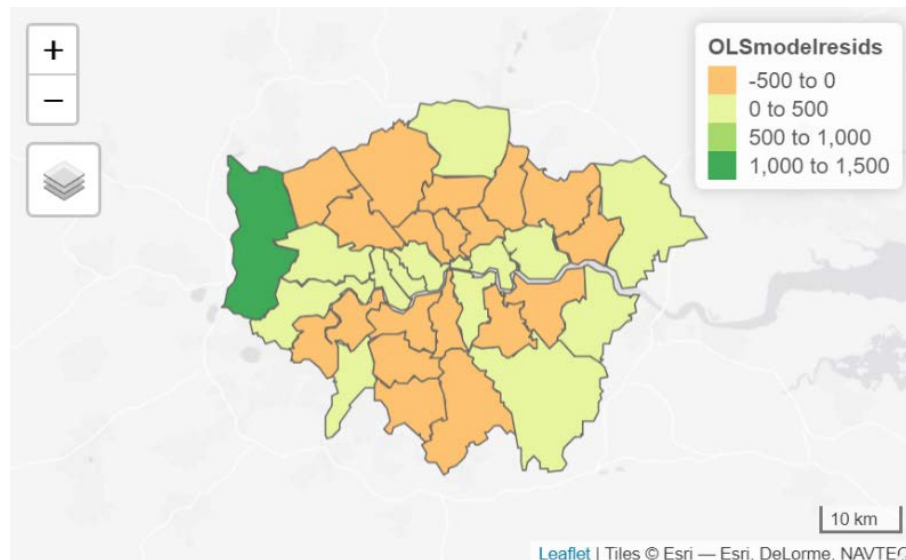 +
−
OLSmodelresids
-500 to 0
0 to 500
500 to 1,000
1,000 to 1,500
10 km
Leaflet | Tiles © Esri — Esri, DeLorme, NAVTEQ